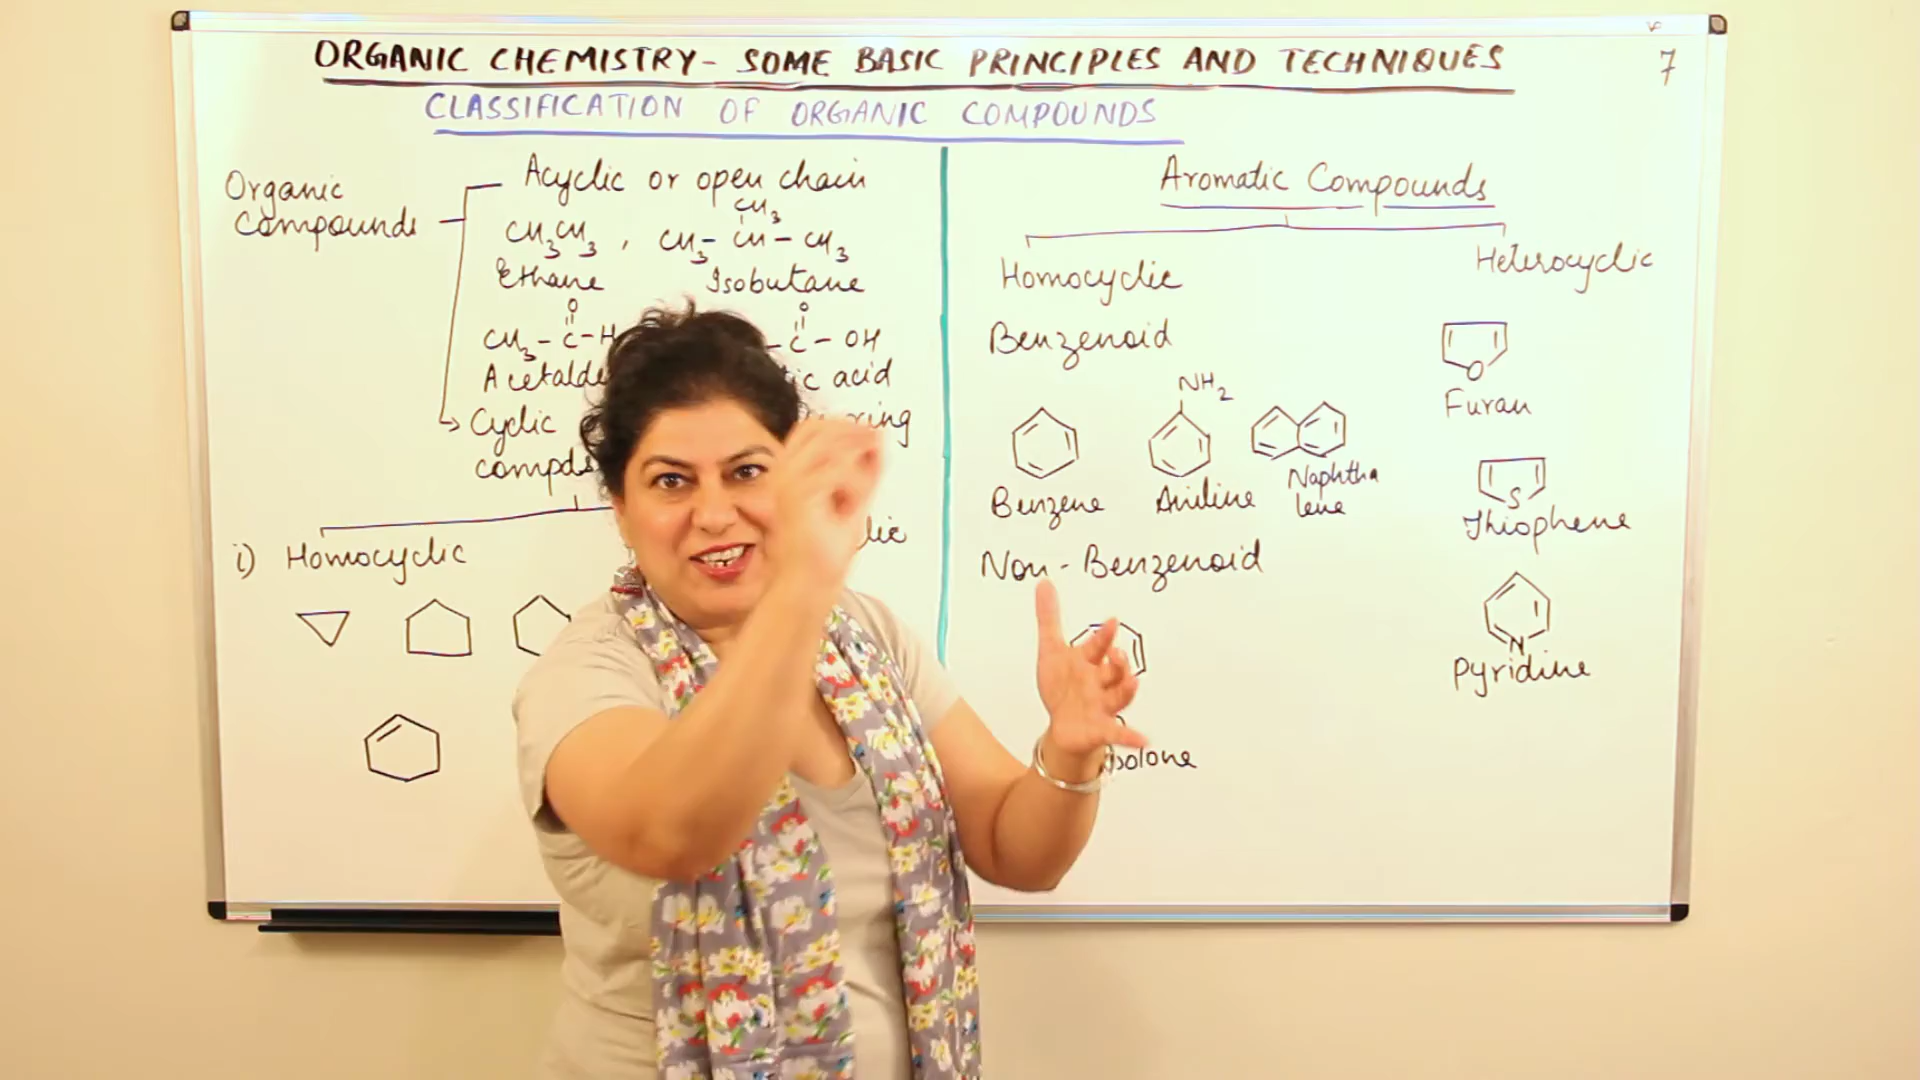 ORGANIC CHEMISTRY- SOME BASIC PRINCIPLES AND TECHNIQUES
7
CLASSIFICATION OF ORGANIC COMPOUNDS
Organic
Compounds
Acyclic or open chain
CH3
CH3CH3 , CH3- CH - CH3
Ethane Isobutane
O O
CH3 - C - H - C - OH
acid
Cyclic ring
compds
i) Homocyclic
Aromatic Compounds
Homocyclic
Benzenoid
NH2
Benzene Aniline Naphtha
lene
Non-Benzenoid
Heterocyclic
O
Furan
S
Thiophene
N
Pyridine